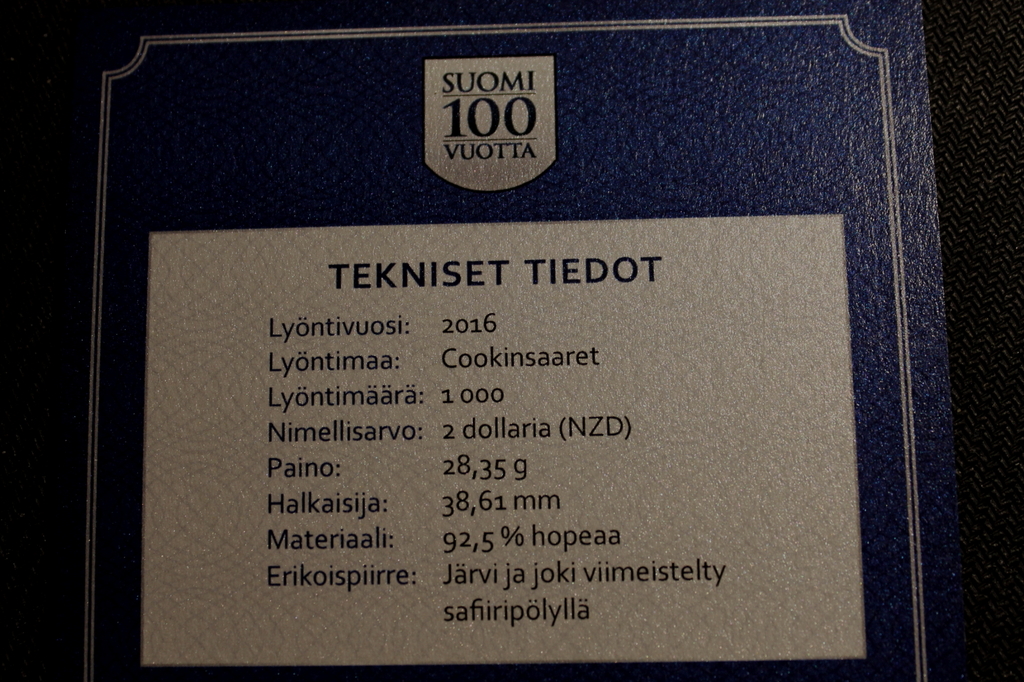 SUOMI
100
VUOTTA
TEKNISET TIEDOT
Lyöntivuosi: 2016
Lyöntimaa: Cookinsaaret
Lyöntimäärä: 1 000
Nimellisarvo: 2 dollaria (NZD)
Paino: 28,35 g
Halkaisija: 38,61 mm
Materiaali: 92,5 % hopeaa
Erikoispiirre: Järvi ja joki viimeistelty
safiiripölyllä